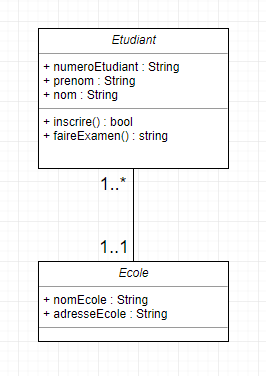 Etudiant
+ numeroEtudiant : String
+ prenom : String
+ nom : String
+ inscrire() : bool
+ faireExamen() : string
1..*
1..1
Ecole
+ nomEcole : String
+ adresseEcole : String